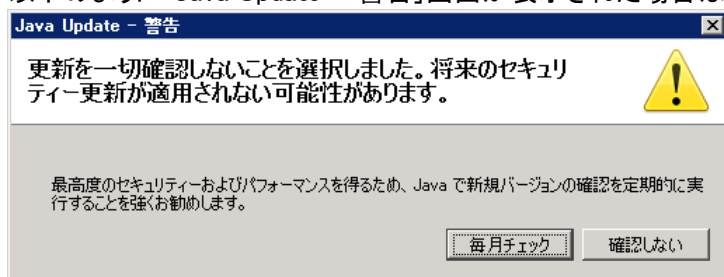 Java Update - 警告
更新を一切確認しないことを選択しました。将来のセキュリ
ティー更新が適用されない可能性があります。
最高度のセキュリティーおよびパフォーマンスを得るため、Java で新規バージョンの確認を定期的に実
行することを強くお勧めします。
毎月チェック
確認しない